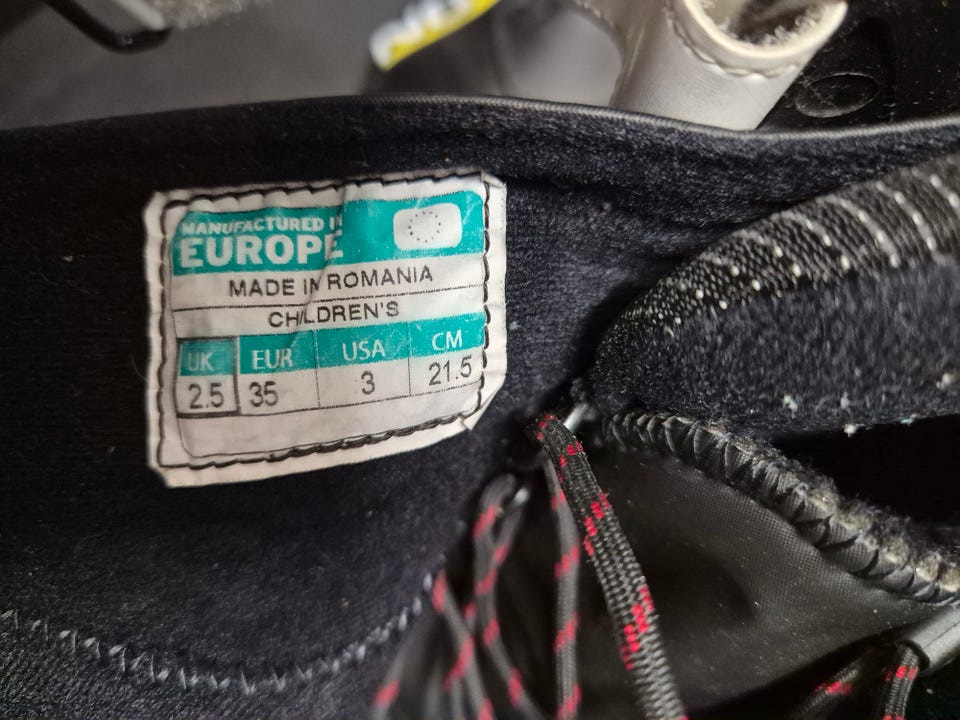 MANUFACTURED IN
EUROPE
MADE IN ROMANIA
CHILDREN'S
UK EUR USA CM
2.5 35 3 21.5